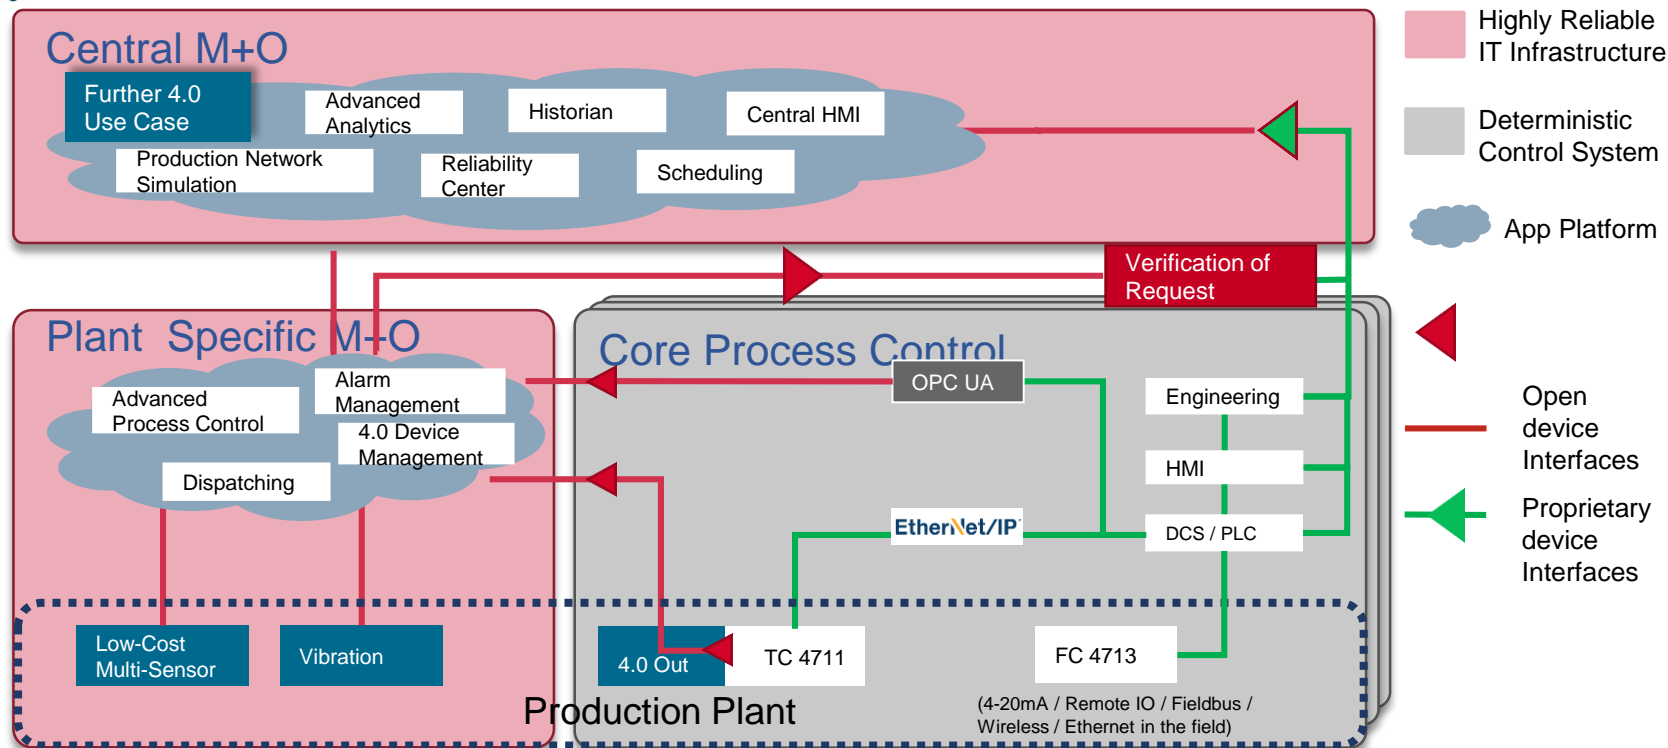 Central M+O
Further 4.0
Use Case
Advanced
Analytics
Historian
Central HMI
Production Network
Simulation
Reliability
Center
Scheduling
Highly Reliable
IT Infrastructure
Deterministic
Control System
App Platform
Verification of
Request
Plant Specific M+O
Advanced
Process Control
Alarm
Management
4.0 Device
Management
Dispatching
Core Process Control
OPC UA
Engineering
HMI
EtherNet/IP
DCS / PLC
Open
device
Interfaces
Proprietary
device
Interfaces
Low-Cost
Multi-Sensor
Vibration
4.0 Out
TC 4711
FC 4713
Production Plant
(4-20mA / Remote IO / Fieldbus /
Wireless / Ethernet in the field)